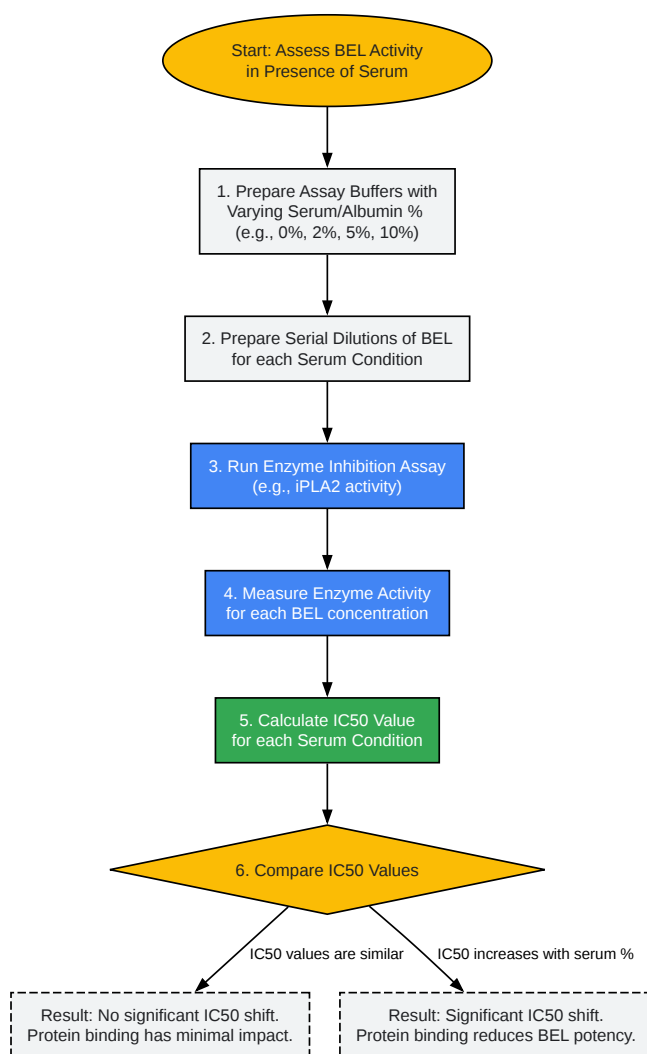 Start: Assess BEL Activity
in Presence of Serum
1. Prepare Assay Buffers with
Varying Serum/Albumin %
(e.g., 0%, 2%, 5%, 10%)
2. Prepare Serial Dilutions of BEL
for each Serum Condition
3. Run Enzyme Inhibition Assay
(e.g., iPLA2 activity)
4. Measure Enzyme Activity
for each BEL concentration
5. Calculate IC50 Value
for each Serum Condition
6. Compare IC50 Values
IC50 values are similar
IC50 increases with serum %
Result: No significant IC50 shift.
Protein binding has minimal impact.
Result: Significant IC50 shift.
Protein binding reduces BEL potency.